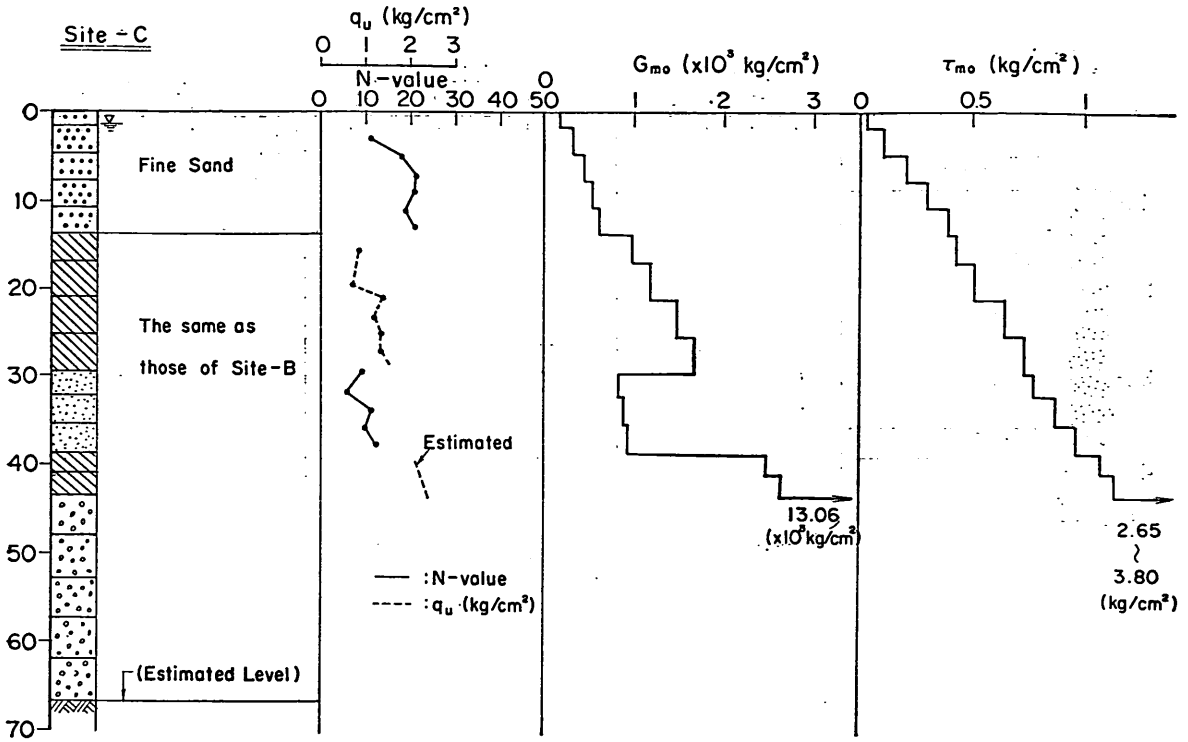 Site - C
q_u (kg/cm²)
0 1 2 3
N-value
0 10 20 30 50
G_mo (x10³ kg/cm²)
0 1 2 3
τ_mo (kg/cm²)
0 0.5 1
0
10
20
30
40
50
60
70
Fine Sand
The same as
those of Site-B
Estimated
13.06
(x10³kg/cm²)
2.65
~
3.80
(kg/cm²)
—— : N-value
---- : q_u (kg/cm²)
(Estimated Level)